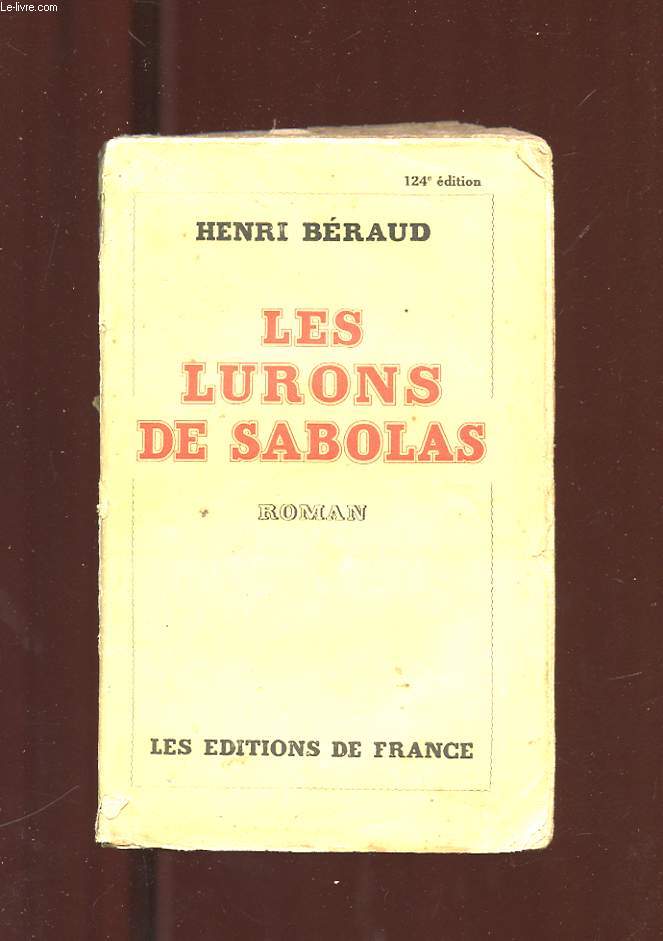 Le-livre.com
124e édition
HENRI BÉRAUD
LES
LURONS
DE SABOLAS
ROMAN
LES EDITIONS DE FRANCE